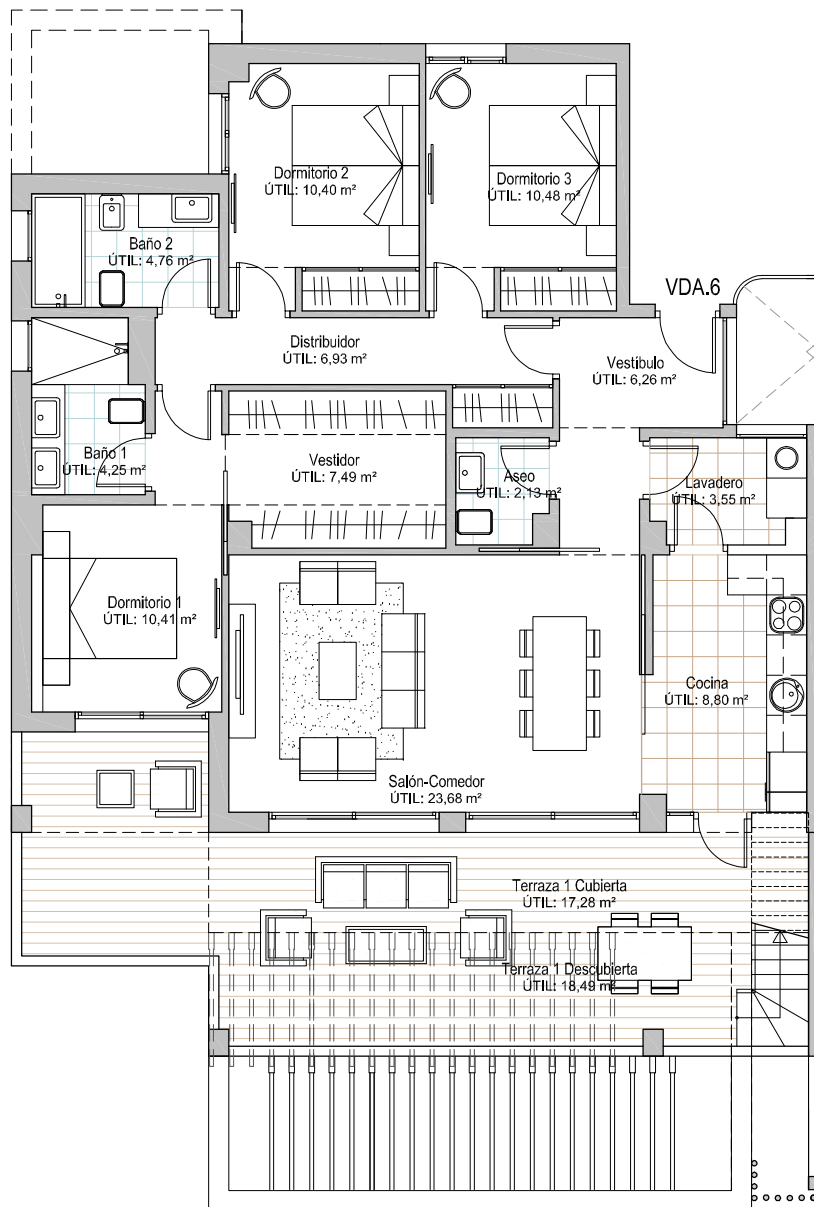 Dormitorio 2
ÚTIL: 10,40 m²
Dormitorio 3
ÚTIL: 10,48 m²
Baño 2
ÚTIL: 4,76 m²
VDA.6
Distribuidor
ÚTIL: 6,93 m²
Vestíbulo
ÚTIL: 6,26 m²
Baño 1
ÚTIL: 4,25 m²
Vestidor
ÚTIL: 7,49 m²
Aseo
ÚTIL: 2,13 m²
Lavadero
ÚTIL: 3,55 m²
Dormitorio 1
ÚTIL: 10,41 m²
Cocina
ÚTIL: 8,80 m²
Salón-Comedor
ÚTIL: 23,68 m²
Terraza 1 Cubierta
ÚTIL: 17,28 m²
Terraza 1 Descubierta
ÚTIL: 18,49 m²